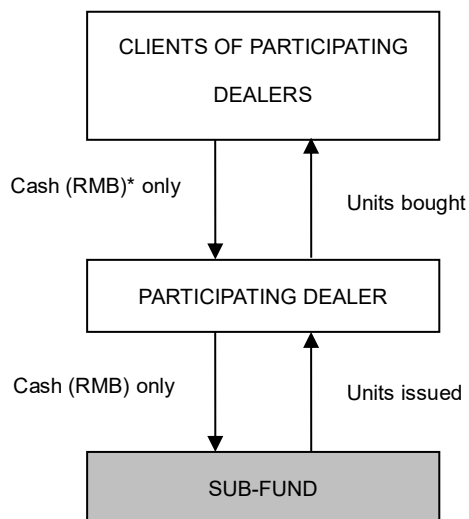 CLIENTS OF PARTICIPATING
DEALERS
Cash (RMB)* only
Units bought
PARTICIPATING DEALER
Cash (RMB) only
Units issued
SUB-FUND